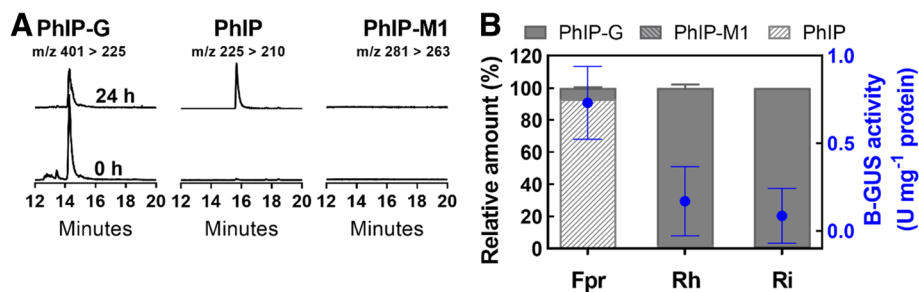 A
PhIP-G PhIP PhIP-M1
m/z 401 > 225 m/z 225 > 210 m/z 281 > 263
24 h
0 h
12 14 16 18 20 12 14 16 18 20 12 14 16 18 20
Minutes Minutes Minutes
B
PhIP-G PhIP-M1 PhIP
Relative amount (%)
120
100
80
60
40
20
0
Fpr Rh Ri
1.0
0.5
0.0
B-GUS activity
(U mg⁻¹ protein)